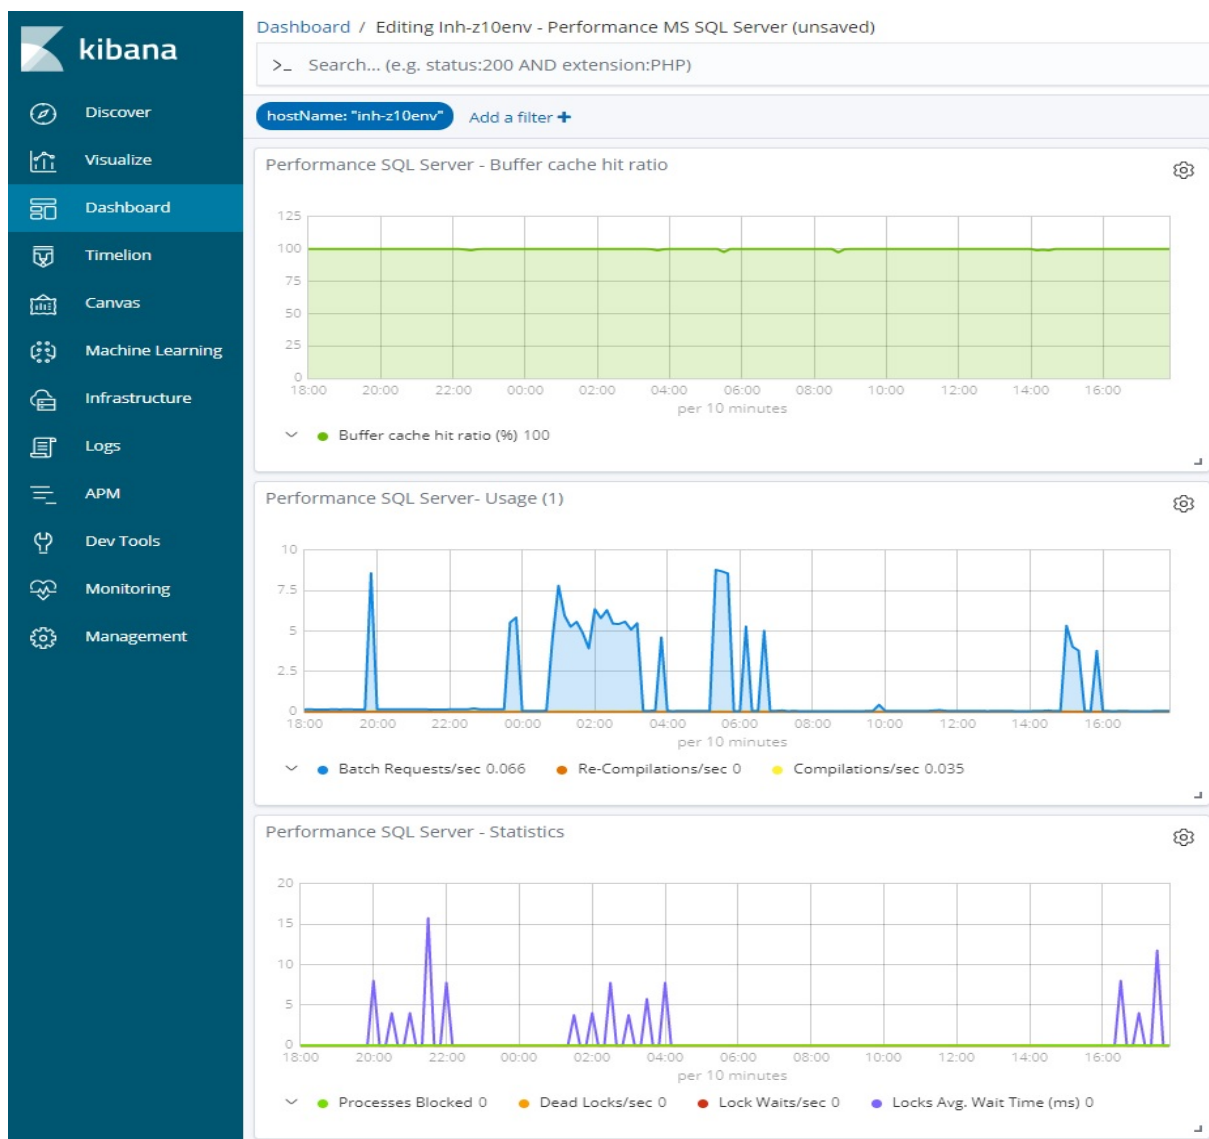 kibana
Discover
Visualize
Dashboard
Timelion
Canvas
Machine Learning
Infrastructure
Logs
APM
Dev Tools
Monitoring
Management
Dashboard / Editing Inh-z10env - Performance MS SQL Server (unsaved)
>_ Search... (e.g. status:200 AND extension:PHP)
hostName: "inh-z10env" Add a filter +
Performance SQL Server - Buffer cache hit ratio
125
100
75
50
25
0
18:00 20:00 22:00 00:00 02:00 04:00 06:00 08:00 10:00 12:00 14:00 16:00
per 10 minutes
Buffer cache hit ratio (%) 100
Performance SQL Server- Usage (1)
10
7.5
5
2.5
0
18:00 20:00 22:00 00:00 02:00 04:00 06:00 08:00 10:00 12:00 14:00 16:00
per 10 minutes
Batch Requests/sec 0.066 Re-Compilations/sec 0 Compilations/sec 0.035
Performance SQL Server - Statistics
20
15
10
5
0
18:00 20:00 22:00 00:00 02:00 04:00 06:00 08:00 10:00 12:00 14:00 16:00
per 10 minutes
Processes Blocked 0 Dead Locks/sec 0 Lock Waits/sec 0 Locks Avg. Wait Time (ms) 0